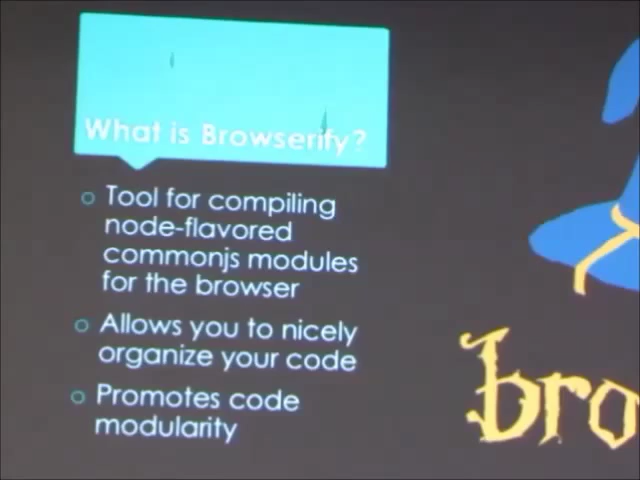 What is Browserify?
Tool for compiling
node-flavored
commonjs modules
for the browser
Allows you to nicely
organize your code
Promotes code
modularity
bro